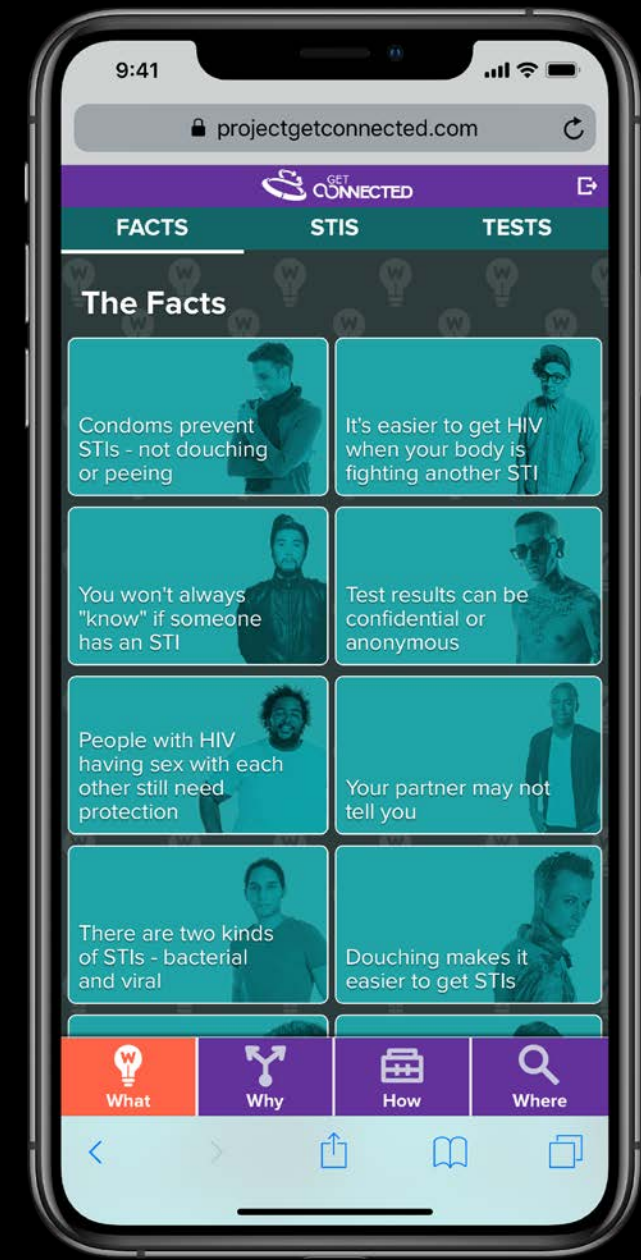 9:41
projectgetconnected.com
GET
CONNECTED
FACTS STIS TESTS
The Facts
Condoms prevent
STIs - not douching
or peeing
It's easier to get HIV
when your body is
fighting another STI
You won't always
"know" if someone
has an STI
Test results can be
confidential or
anonymous
People with HIV
having sex with each
other still need
protection
Your partner may not
tell you
There are two kinds
of STIs - bacterial
and viral
Douching makes it
easier to get STIs
W
What Why How Where